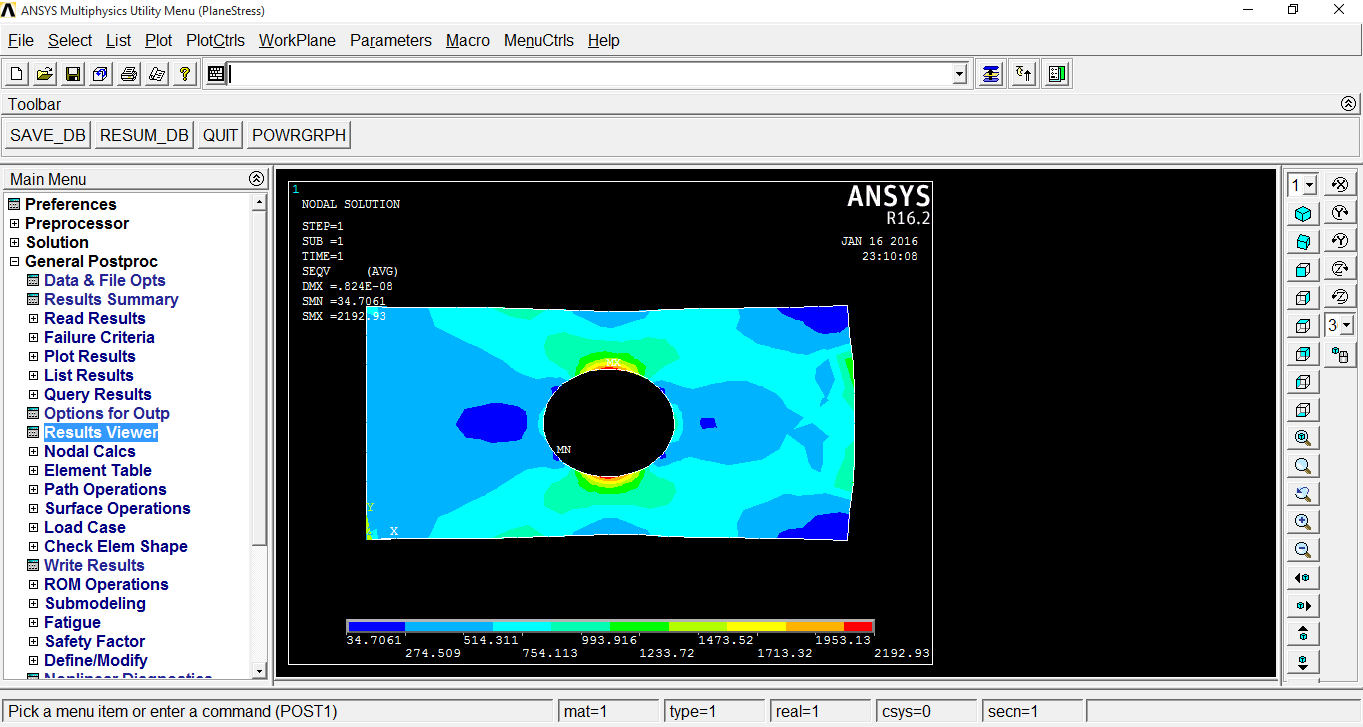 ANSYS Multiphysics Utility Menu (PlaneStress)
File Select List Plot PlotCtrls WorkPlane Parameters Macro MenuCtrls Help
Toolbar
SAVE_DB RESUM_DB QUIT POWRGRPH
Main Menu
Preferences
Preprocessor
Solution
General Postproc
Data & File Opts
Results Summary
Read Results
Failure Criteria
Plot Results
List Results
Query Results
Options for Outp
Results Viewer
Nodal Calcs
Element Table
Path Operations
Surface Operations
Load Case
Check Elem Shape
Write Results
ROM Operations
Submodeling
Fatigue
Safety Factor
Define/Modify
Nonlinear Diagnostics
1
NODAL SOLUTION
STEP=1
SUB =1
TIME=1
SEQV (AVG)
DMX =.824E-08
SMN =34.7061
SMX =2192.93
ANSYS
R16.2
JAN 16 2016
23:10:08
MX
MN
Y
X
34.7061 514.311 993.916 1473.52 1953.13
274.509 754.113 1233.72 1713.32 2192.93
1
3
Pick a menu item or enter a command (POST1) mat=1 type=1 real=1 csys=0 secn=1